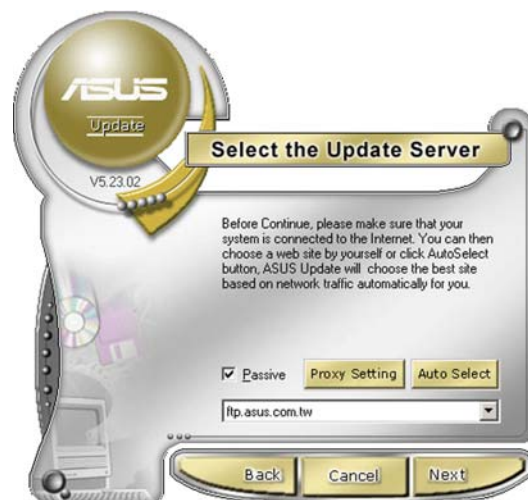 ASUS
Update
V5.23.02
Select the Update Server
Before Continue, please make sure that your
system is connected to the Internet. You can then
choose a web site by yourself or click AutoSelect
button, ASUS Update will choose the best site
based on network traffic automatically for you.
Passive
Proxy Setting
Auto Select
ftp.asus.com.tw
Back
Cancel
Next